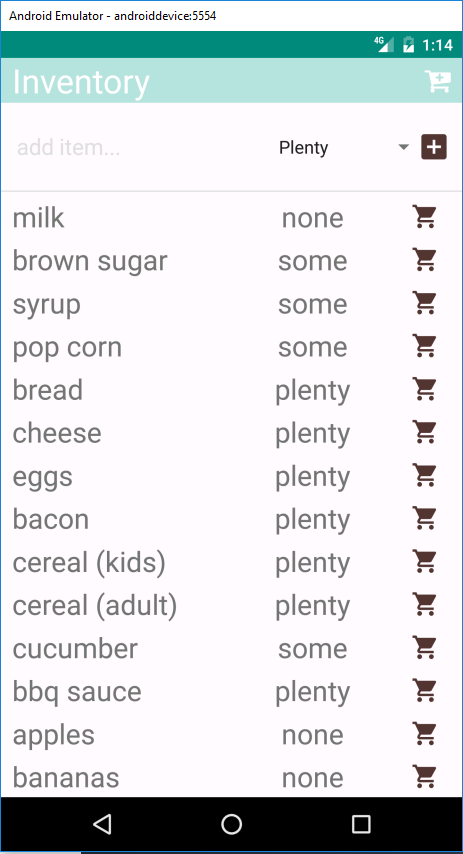 Android Emulator - androiddevice:5554
4G 1:14
Inventory
add item... Plenty
milk none
brown sugar some
syrup some
pop corn some
bread plenty
cheese plenty
eggs plenty
bacon plenty
cereal (kids) plenty
cereal (adult) plenty
cucumber some
bbq sauce plenty
apples none
bananas none